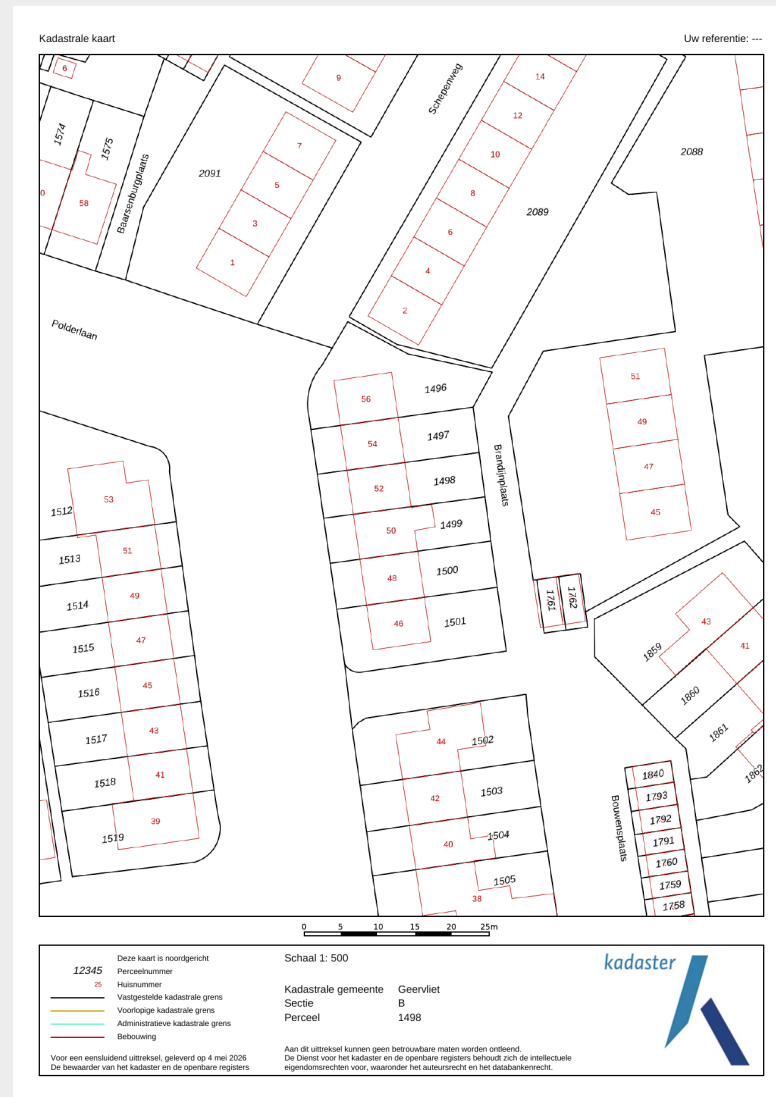 Kadastrale kaart
Uw referentie: ---
6
9
14
Schepenweg
12
1574
1575
7
10
2088
2091
5
8
58
Baarsenburgplaats
3
2089
6
1
4
2
Polderlaan
51
56
1496
49
54
1497
Brandijnplaats
47
52
1498
53
1512
45
50
1499
51
1513
48
1500
49
1514
1761
1762
46
1501
43
47
1515
1859
41
45
1516
1860
43
1517
44
1502
1861
41
1518
1840
1862
42
1503
1793
39
1519
1792
Bouwensplaats
40
1504
1791
1760
1505
1759
38
1758
0 5 10 15 20 25m
Deze kaart is noordgericht
12345 Perceelnummer
25 Huisnummer
Vastgestelde kadastrale grens
Voorlopige kadastrale grens
Administratieve kadastrale grens
Bebouwing
Voor een eensluidend uittreksel, geleverd op 4 mei 2026
De bewaarder van het kadaster en de openbare registers
Schaal 1: 500
Kadastrale gemeente Geervliet
Sectie B
Perceel 1498
Aan dit uittreksel kunnen geen betrouwbare maten worden ontleend.
De Dienst voor het kadaster en de openbare registers behoudt zich de intellectuele
eigendomsrechten voor, waaronder het auteursrecht en het databankenrecht.
kadaster